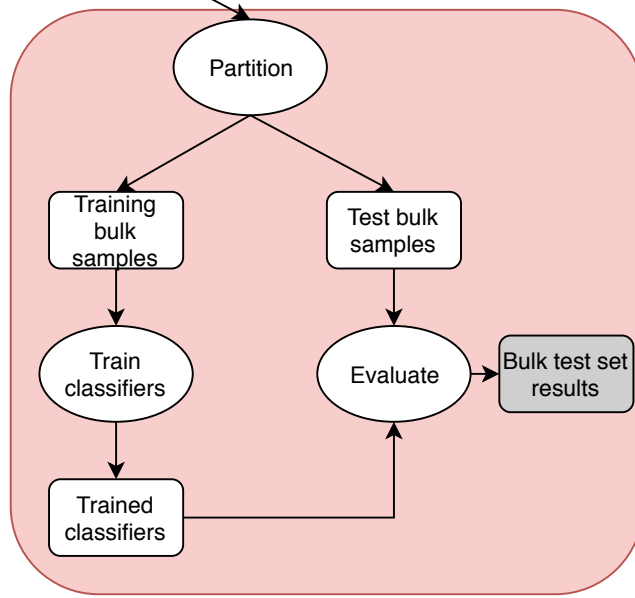 Partition
Training
bulk
samples
Test bulk
samples
Train
classifiers
Evaluate
Bulk test set
results
Trained
classifiers